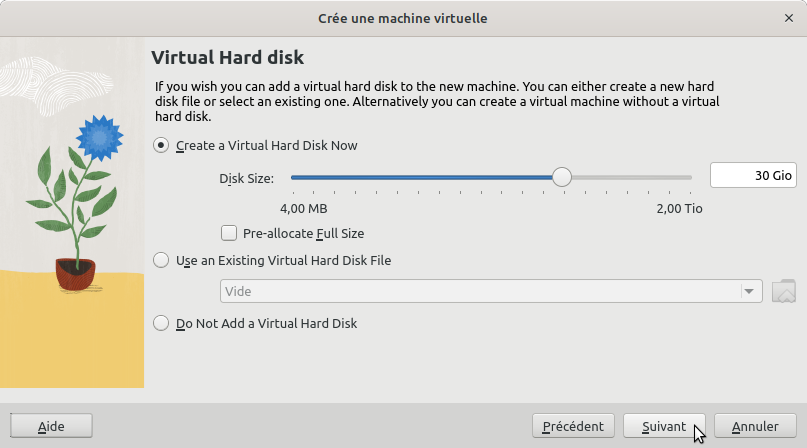 Crée une machine virtuelle
Virtual Hard disk
If you wish you can add a virtual hard disk to the new machine. You can either create a new hard
disk file or select an existing one. Alternatively you can create a virtual machine without a virtual
hard disk.
Create a Virtual Hard Disk Now
Disk Size:
30 Gio
4,00 MB
2,00 Tio
Pre-allocate Full Size
Use an Existing Virtual Hard Disk File
Vide
Do Not Add a Virtual Hard Disk
Aide
Précédent
Suivant
Annuler